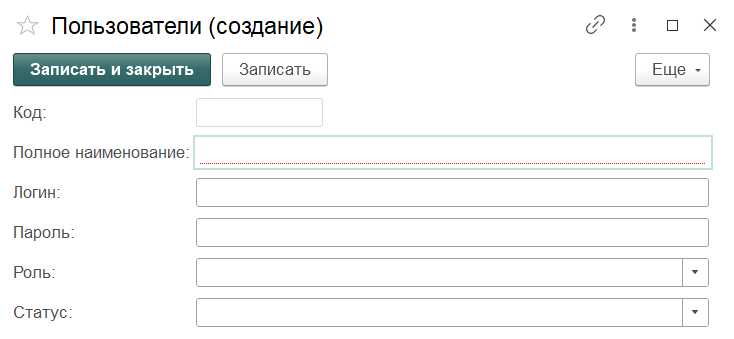 Пользователи (создание)
Записать и закрыть Записать Еще
Код:
Полное наименование:
Логин:
Пароль:
Роль:
Статус: